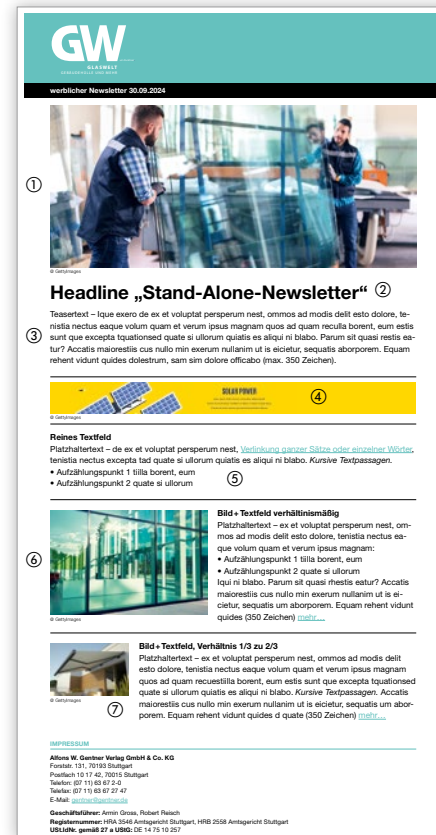 GW
GLASWELT
werblicher Newsletter 30.09.2024
①
© GettyImages
Headline „Stand-Alone-Newsletter“ ②
③
Teasertext – Ique exero de ex et voluptat persperum nest, ommos ad modis delit esto dolore, te-
nistia nectus eaque volum quam et verum ipsus magnam quos ad quam reculla borent, eum estis
sunt que excepta tquationsed quate si ullorum quiatis es aliqui ni blabo. Parum sit quasi restis ea-
tur? Accatis maiorestiis cus nullo min exerum nullanim ut is eicietur, sequatis aborporem. Equam
rehent vidunt quides dolestrum, sam sim dolore officabo (max. 350 Zeichen).
SOLAR POWER
④
© GettyImages
Reines Textfeld
Platzhaltertext – de ex et voluptat persperum nest, Verlinkung ganzer Sätze oder einzelner Wörter,
tenistia nectus excepta tad quate si ullorum quiatis es aliqui ni blabo. Kursive Textpassagen.
• Aufzählungspunkt 1 tiilla borent, eum
• Aufzählungspunkt 2 quate si ullorum
⑤
⑥
© GettyImages
Bild+Textfeld verhältnismäßig
Platzhaltertext – ex et voluptat persperum nest, om-
mos ad modis delit esto dolore, tenistia nectus ea-
que volum quam et verum ipsus magnam:
• Aufzählungspunkt 1 tiilla borent, eum
• Aufzählungspunkt 2 quate si ullorum
Iqui ni blabo. Parum sit quasi rhestis eatur? Accatis
maiorestiis cus nullo min exerum nullanim ut is ei-
cietur, sequatis um aborporem. Equam rehent vidunt
quides (350 Zeichen) mehr…
© GettyImages
⑦
Bild+Textfeld, Verhältnis 1/3 zu 2/3
Platzhaltertext – ex et voluptat persperum nest, ommos ad modis delit
esto dolore, tenistia nectus eaque volum quam et verum ipsus magnam
quos ad quam recuestiilla borent, eum estis sunt que excepta tquationsed
quate si ullorum quiatis es aliqui ni blabo. Kursive Textpassagen. Accatis
maiorestiis cus nullo min exerum nullanim ut is eicietur, sequatis um abor-
porem. Equam rehent vidunt quides d quate (350 Zeichen) mehr…
IMPRESSUM
Alfons W. Gentner Verlag GmbH & Co. KG
Forststr. 131, 70193 Stuttgart
Postfach 10 17 42, 70015 Stuttgart
Telefon: (07 11) 63 67 2-0
Telefax: (07 11) 63 67 27 47
E-Mail: gentner@gentner.de
Geschäftsführer: Armin Gross, Robert Reisch
Registernummer: HRA 3546 Amtsgericht Stuttgart, HRB 2558 Amtsgericht Stuttgart
USt.IdNr. gemäß 27 a UStG: DE 14 75 10 257